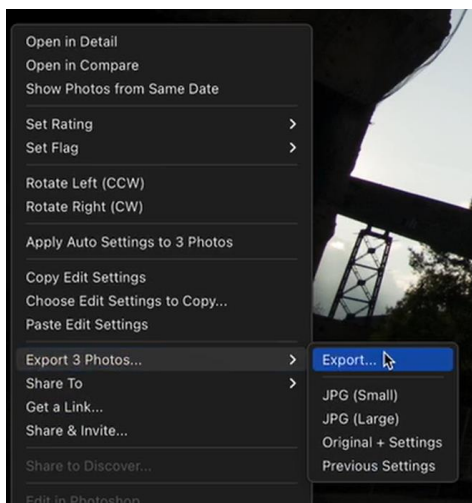 Open in Detail
Open in Compare
Show Photos from Same Date
Set Rating
Set Flag
Rotate Left (CCW)
Rotate Right (CW)
Apply Auto Settings to 3 Photos
Copy Edit Settings
Choose Edit Settings to Copy...
Paste Edit Settings
Export 3 Photos...
Share To
Get a Link...
Share & Invite...
Share to Discover...
Edit in Photoshop
Export...
JPG (Small)
JPG (Large)
Original + Settings
Previous Settings